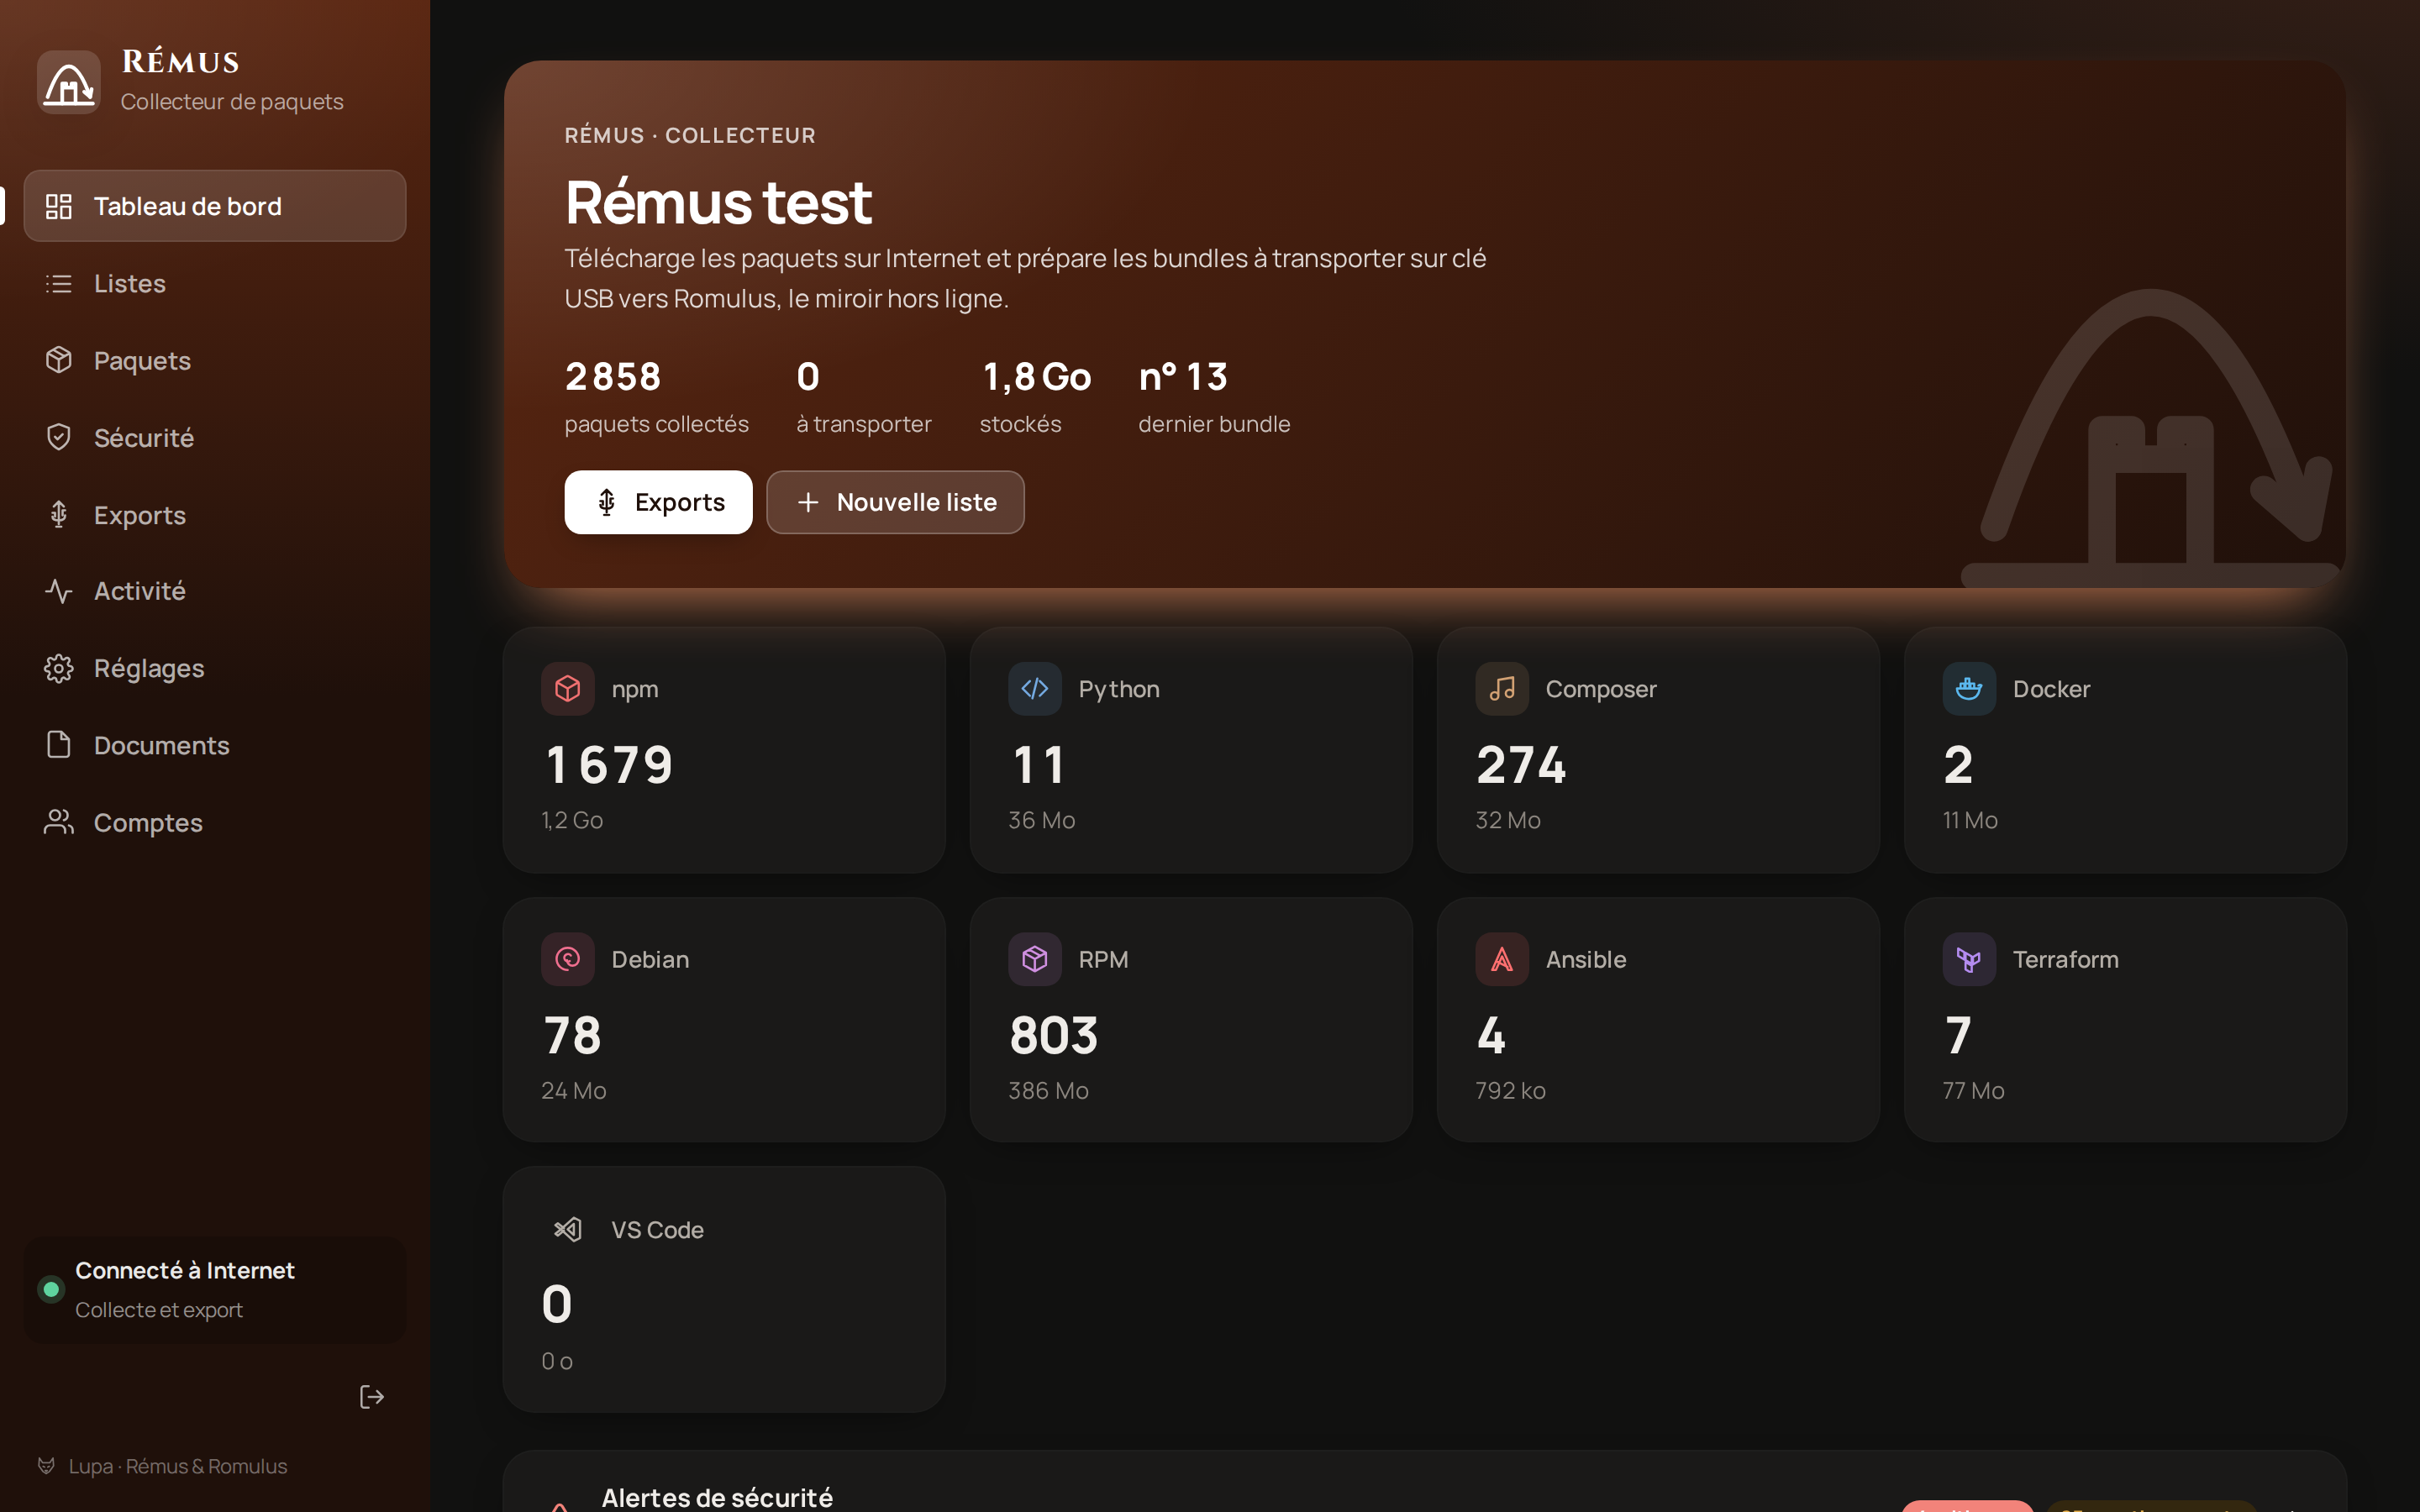 RÉMUS
Collecteur de paquets
Tableau de bord
Listes
Paquets
Sécurité
Exports
Activité
Réglages
Documents
Comptes
Connecté à Internet
Collecte et export
Lupa · Rémus & Romulus
RÉMUS · COLLECTEUR
Rémus test
Télécharge les paquets sur Internet et prépare les bundles à transporter sur clé
USB vers Romulus, le miroir hors ligne.
2 858
paquets collectés
0
à transporter
1,8 Go
stockés
n° 13
dernier bundle
Exports
Nouvelle liste
npm
1 679
1,2 Go
Python
11
36 Mo
Composer
274
32 Mo
Docker
2
11 Mo
Debian
78
24 Mo
RPM
803
386 Mo
Ansible
4
792 ko
Terraform
7
77 Mo
VS Code
0
0 o
Alertes de sécurité